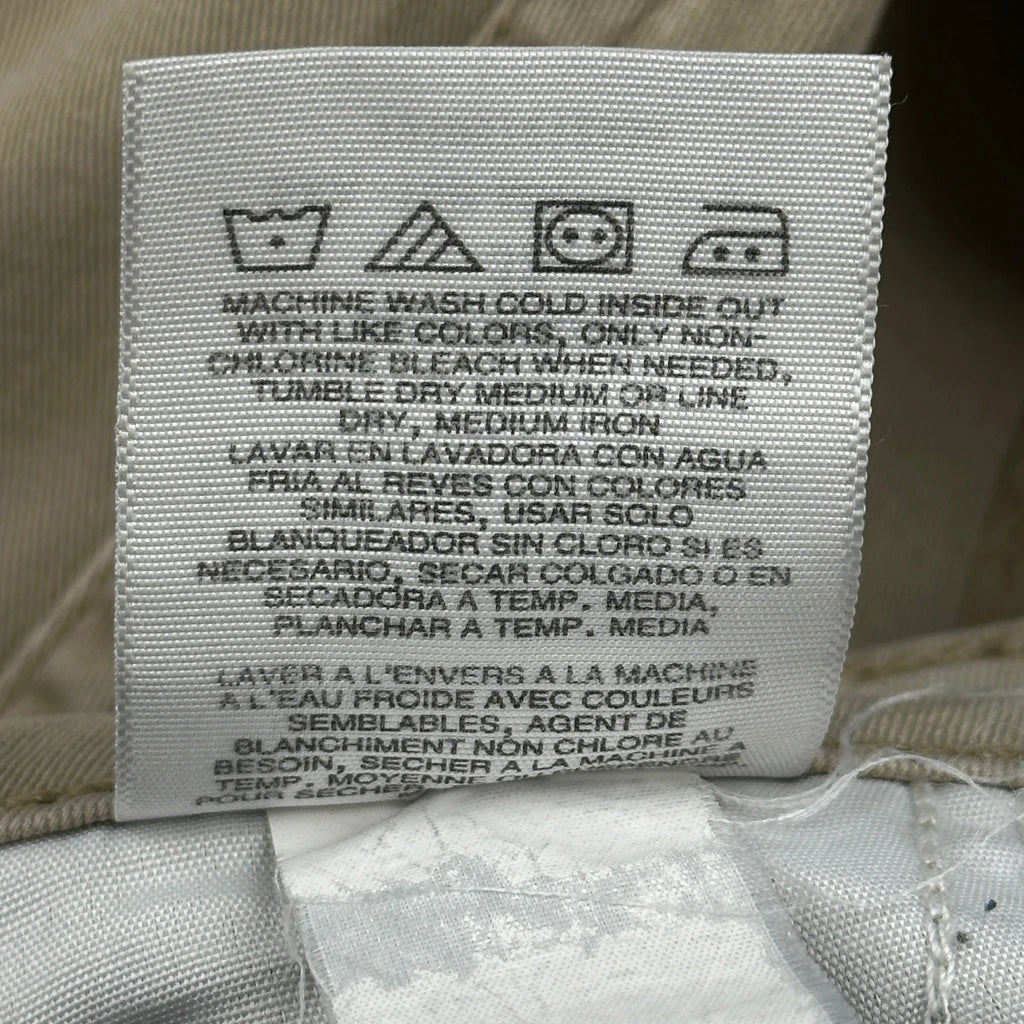 MACHINE WASH COLD INSIDE OUT
WITH LIKE COLORS, ONLY NON-
CHLORINE BLEACH WHEN NEEDED,
TUMBLE DRY MEDIUM OR LINE
DRY, MEDIUM IRON
LAVAR EN LAVADORA CON AGUA
FRIA AL REVES CON COLORES
SIMILARES, USAR SOLO
BLANQUEADOR SIN CLORO SI ES
NECESARIO, SECAR COLGADO O EN
SECADORA A TEMP. MEDIA,
PLANCHAR A TEMP. MEDIA
LAVER A L'ENVERS A LA MACHINE
A L'EAU FROIDE AVEC COULEURS
SEMBLABLES, AGENT DE
BLANCHIMENT NON CHLORE AU
BESOIN, SECHER A LA MACHINE A
TEMP. MOYENNE
POUR